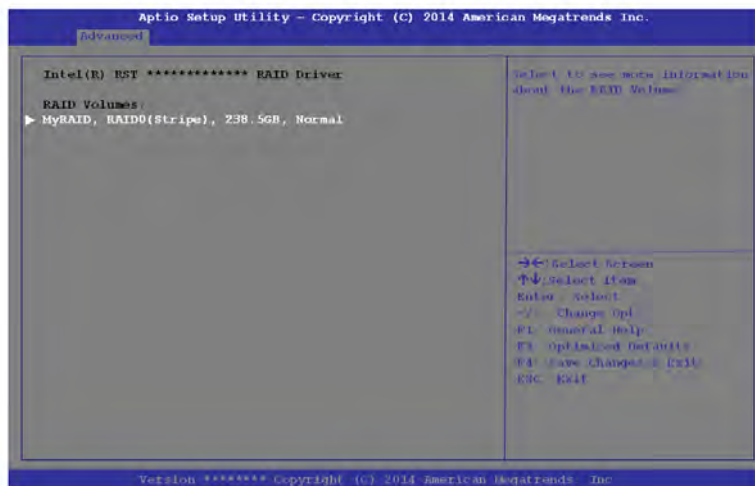 Aptio Setup Utility – Copyright (C) 2014 American Megatrends Inc.
Advanced
Intel(R) RST ************* RAID Driver
RAID Volumes:
▶ MyRAID, RAID0(Stripe), 238.5GB, Normal
Select to see more information
about the RAID Volume
→←:Select Screen
↑↓:Select Item
Enter : Select
Change Opt
F1: General Help
Optimized Defaults
F4: Save Changes & Exit
ESC: Exit
Version ******** Copyright (C) 2014 American Megatrends Inc